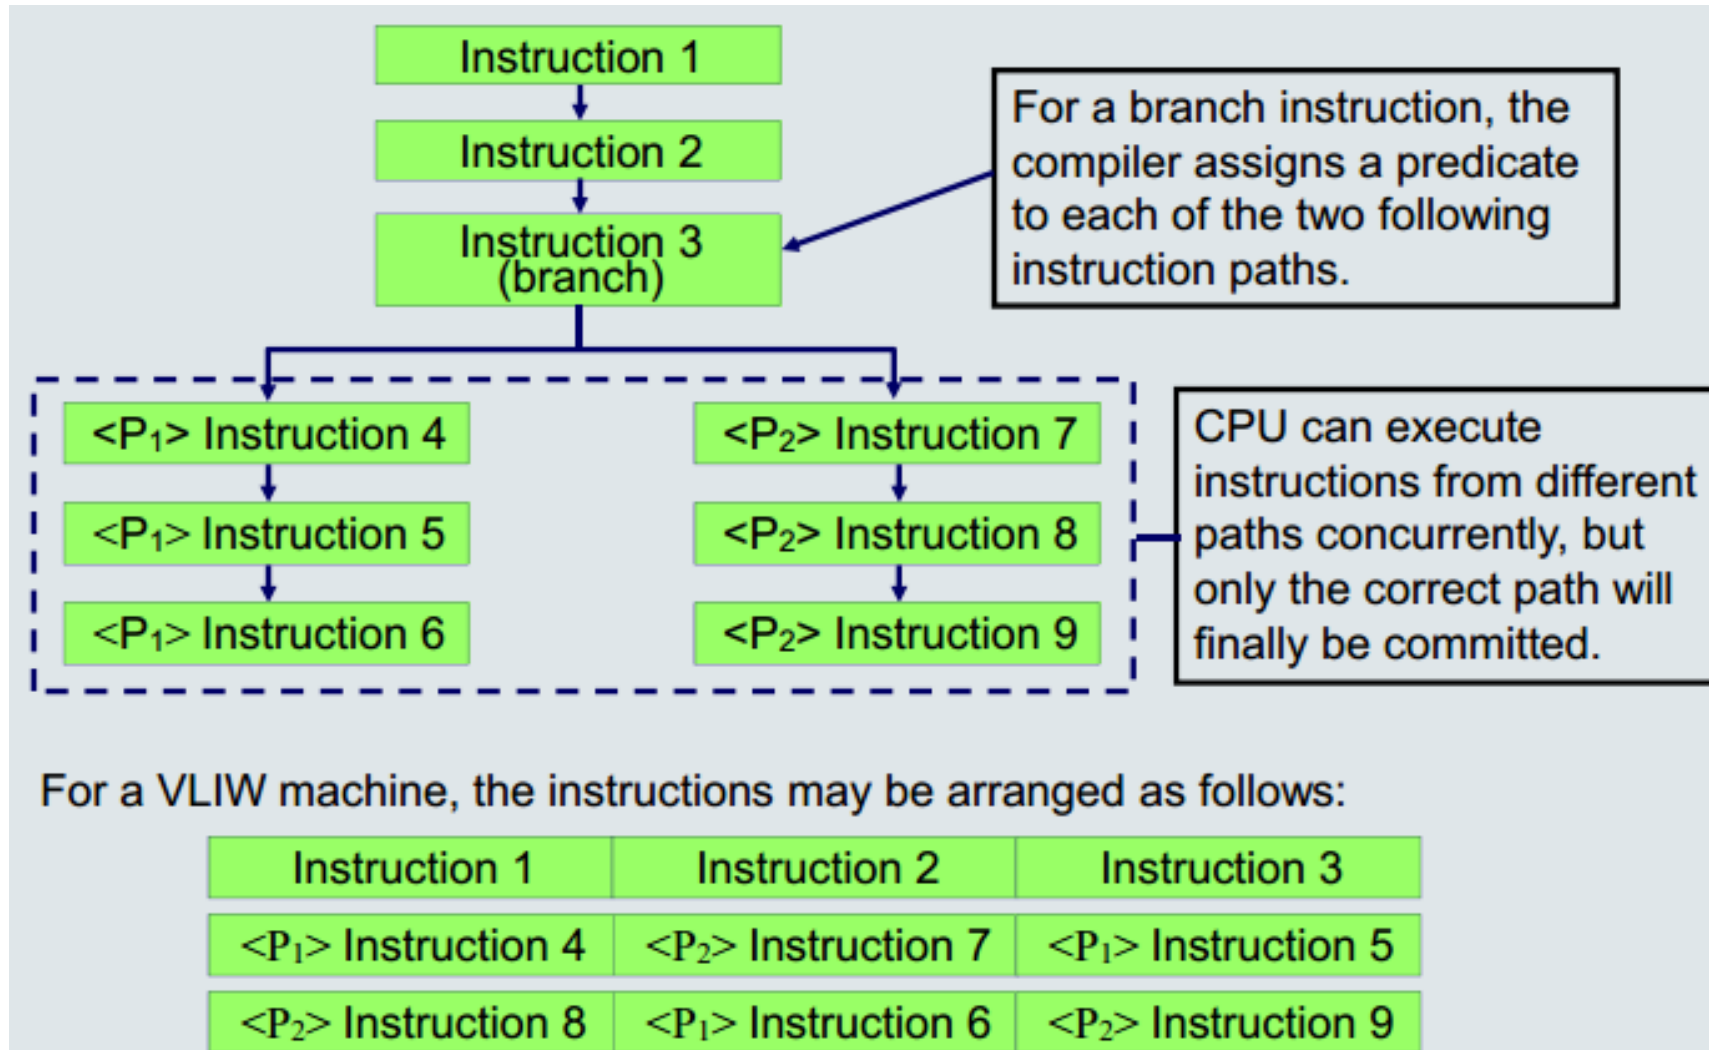 Instruction 1
Instruction 2
Instruction 3
(branch)
For a branch instruction, the
compiler assigns a predicate
to each of the two following
instruction paths.
<P₁> Instruction 4
<P₂> Instruction 7
<P₁> Instruction 5
<P₂> Instruction 8
<P₁> Instruction 6
<P₂> Instruction 9
CPU can execute
instructions from different
paths concurrently, but
only the correct path will
finally be committed.
For a VLIW machine, the instructions may be arranged as follows:
Instruction 1 Instruction 2 Instruction 3
<P₁> Instruction 4 <P₂> Instruction 7 <P₁> Instruction 5
<P₂> Instruction 8 <P₁> Instruction 6 <P₂> Instruction 9